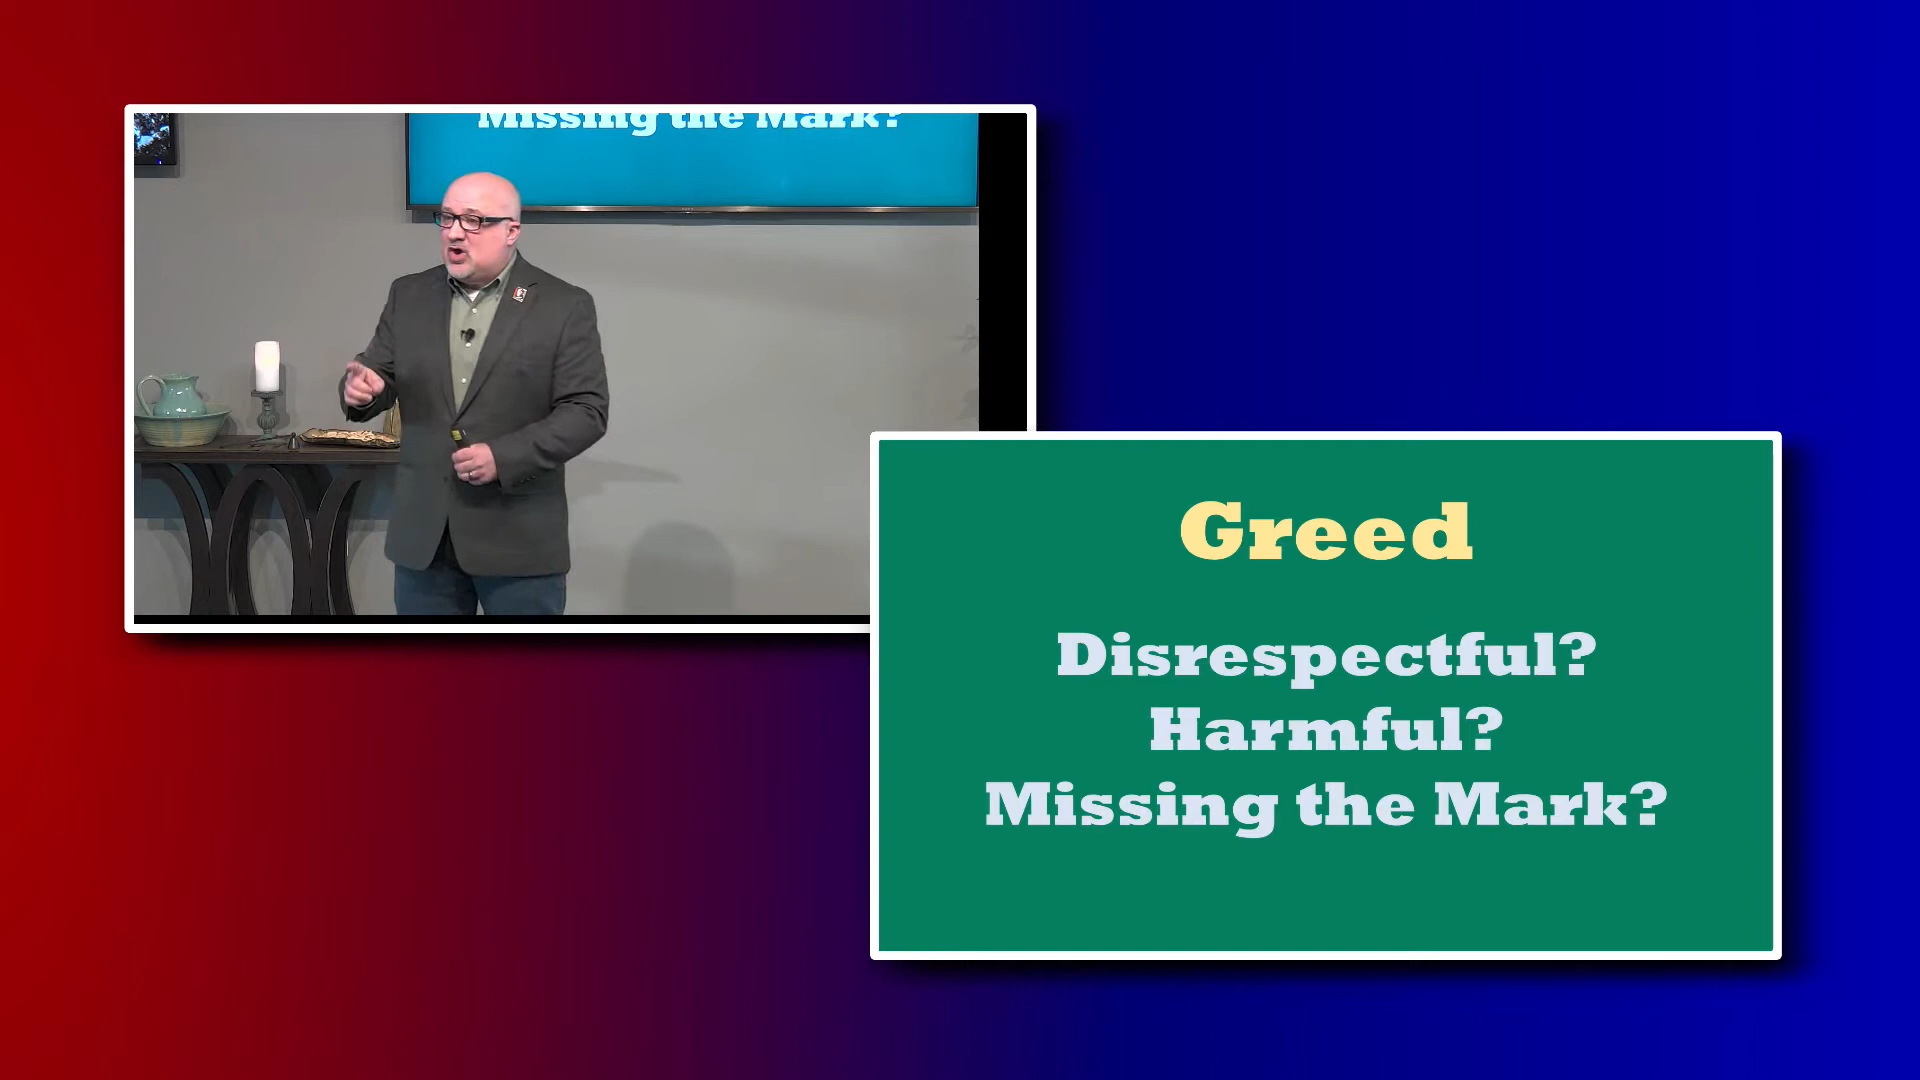 Missing the Mark?
Greed
Disrespectful?
Harmful?
Missing the Mark?